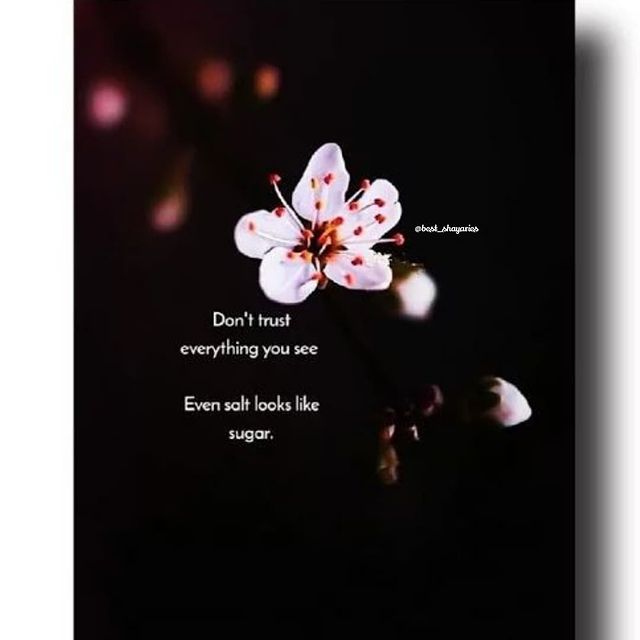 @best_shayaries
Don't trust
everything you see
Even salt looks like
sugar.